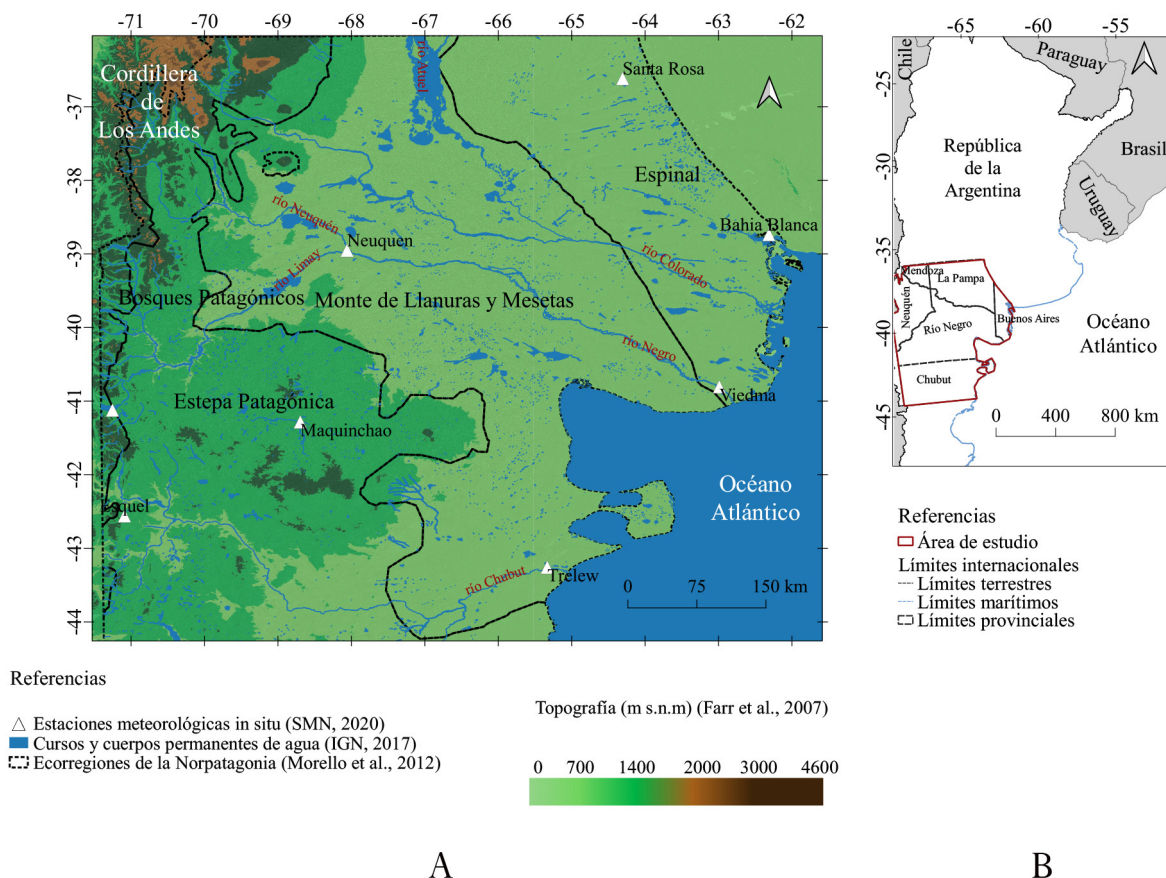 -71 -70 -69 -68 -67 -66 -65 -64 -63 -62
-37
-38
-39
-40
-41
-42
-43
-44
Cordillera
de
Los Andes
río Atuel
Santa Rosa
Espinal
Bahia Blanca
río Neuquén
Neuquen
río Limay
río Colorado
Bosques Patagónicos
Monte de Llanuras y Mesetas
río Negro
Viedma
Estepa Patagónica
Maquinchao
Esquel
Océano
Atlántico
río Chubut
Trelew
0 75 150 km
Referencias
Estaciones meteorológicas in situ (SMN, 2020)
Cursos y cuerpos permanentes de agua (IGN, 2017)
Ecorregiones de la Norpatagonia (Morello et al., 2012)
Topografía (m s.n.m) (Farr et al., 2007)
0 700 1400 2000 3000 4600
A
-65 -60 -55
-25
-30
-35
-40
-45
Chile
Paraguay
República
de la
Argentina
Brasil
Uruguay
Mendoza
La Pampa
Neuquén
Buenos Aires
Río Negro
Chubut
Océano
Atlántico
0 400 800 km
Referencias
Área de estudio
Límites internacionales
Límites terrestres
Límites marítimos
Límites provinciales
B